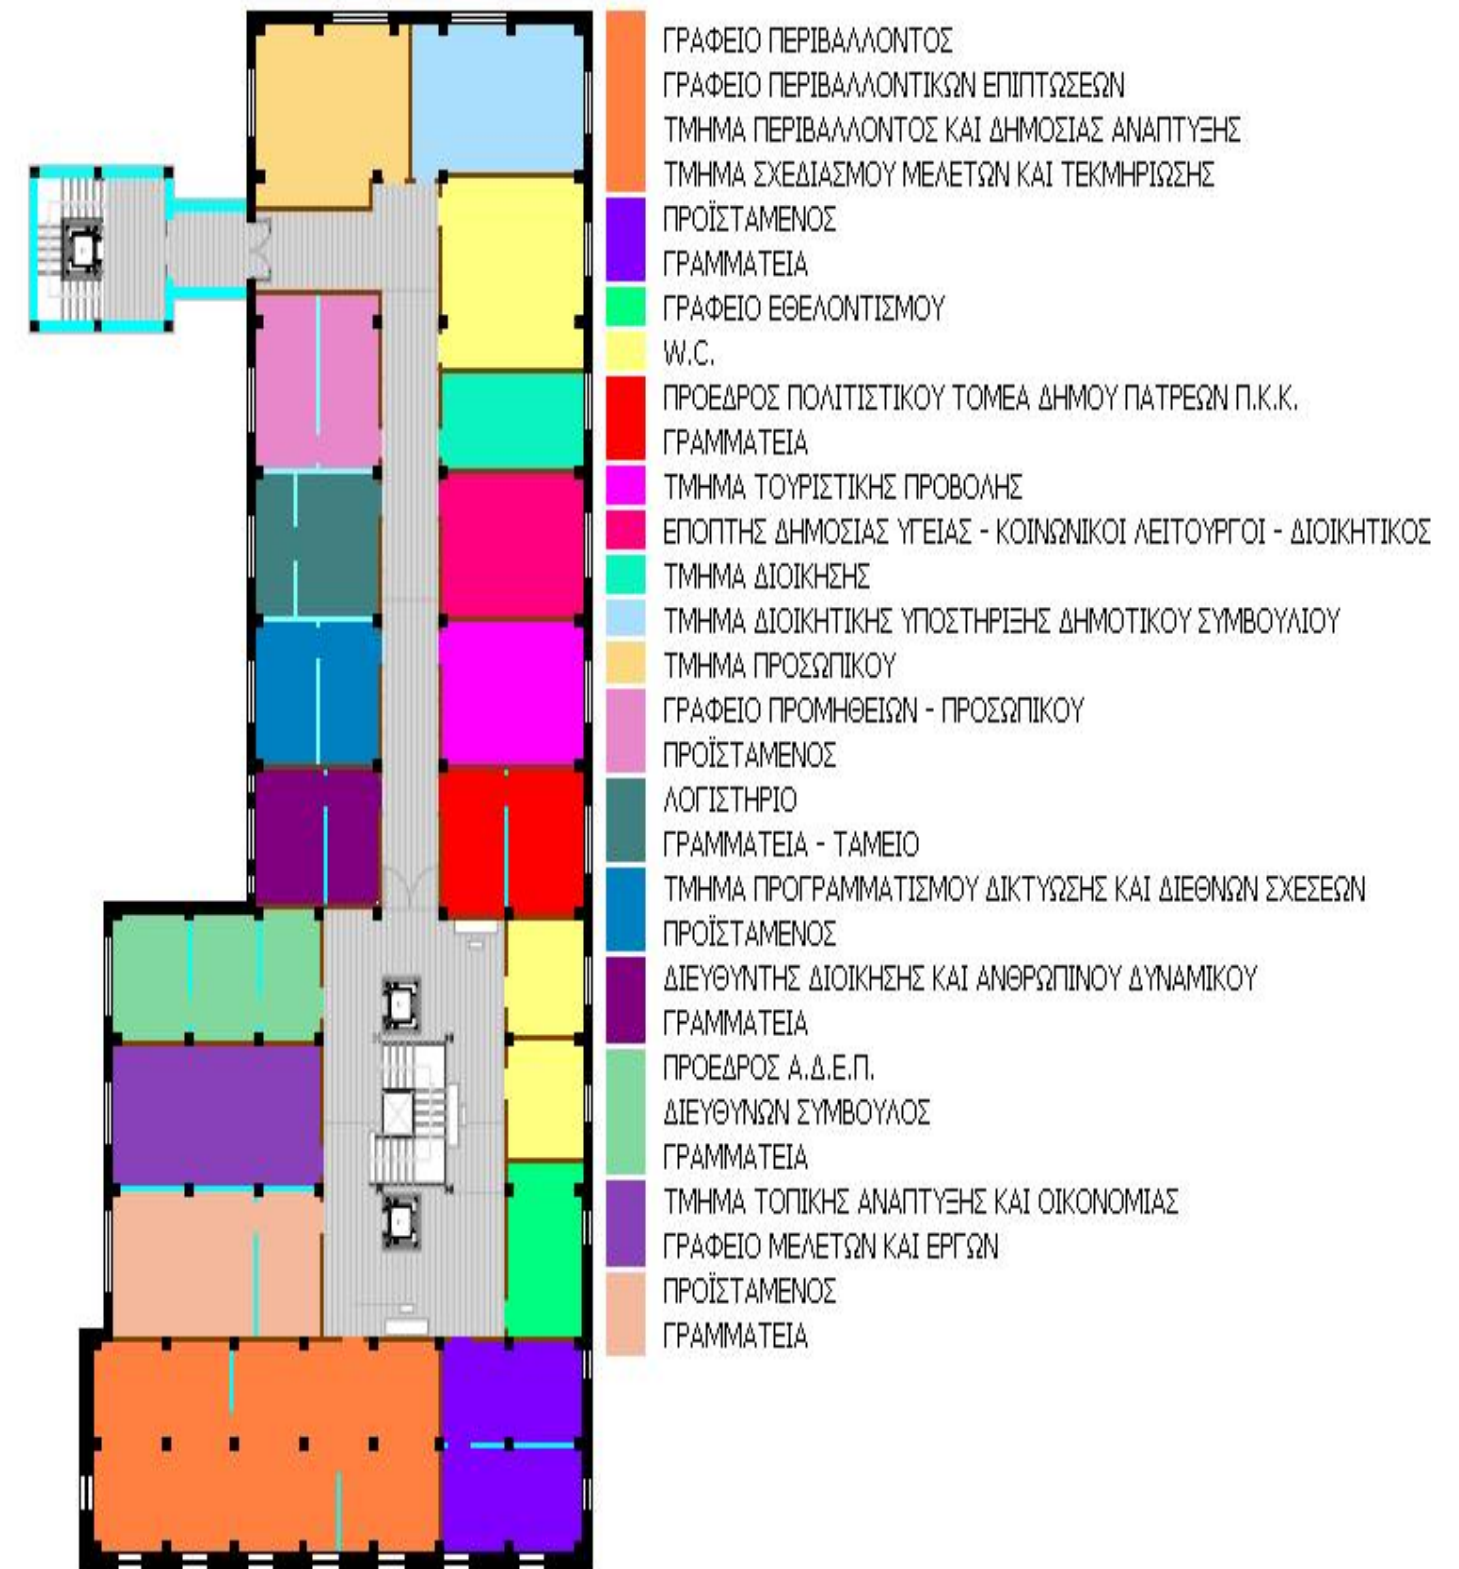 ΓΡΑΦΕΙΟ ΠΕΡΙΒΑΛΛΟΝΤΟΣ
ΓΡΑΦΕΙΟ ΠΕΡΙΒΑΛΛΟΝΤΙΚΩΝ ΕΠΙΠΤΩΣΕΩΝ
ΤΜΗΜΑ ΠΕΡΙΒΑΛΛΟΝΤΟΣ ΚΑΙ ΔΗΜΟΣΙΑΣ ΑΝΑΠΤΥΞΗΣ
ΤΜΗΜΑ ΣΧΕΔΙΑΣΜΟΥ ΜΕΛΕΤΩΝ ΚΑΙ ΤΕΚΜΗΡΙΩΣΗΣ
ΠΡΟΪΣΤΑΜΕΝΟΣ
ΓΡΑΜΜΑΤΕΙΑ
ΓΡΑΦΕΙΟ ΕΘΕΛΟΝΤΙΣΜΟΥ
W.C.
ΠΡΟΕΔΡΟΣ ΠΟΛΙΤΙΣΤΙΚΟΥ ΤΟΜΕΑ ΔΗΜΟΥ ΠΑΤΡΕΩΝ Π.Κ.Κ.
ΓΡΑΜΜΑΤΕΙΑ
ΤΜΗΜΑ ΤΟΥΡΙΣΤΙΚΗΣ ΠΡΟΒΟΛΗΣ
ΕΠΟΠΤΗΣ ΔΗΜΟΣΙΑΣ ΥΓΕΙΑΣ - ΚΟΙΝΩΝΙΚΟΙ ΛΕΙΤΟΥΡΓΟΙ - ΔΙΟΙΚΗΤΙΚΟΣ
ΤΜΗΜΑ ΔΙΟΙΚΗΣΗΣ
ΤΜΗΜΑ ΔΙΟΙΚΗΤΙΚΗΣ ΥΠΟΣΤΗΡΙΞΗΣ ΔΗΜΟΤΙΚΟΥ ΣΥΜΒΟΥΛΙΟΥ
ΤΜΗΜΑ ΠΡΟΣΩΠΙΚΟΥ
ΓΡΑΦΕΙΟ ΠΡΟΜΗΘΕΙΩΝ - ΠΡΟΣΩΠΙΚΟΥ
ΠΡΟΪΣΤΑΜΕΝΟΣ
ΛΟΓΙΣΤΗΡΙΟ
ΓΡΑΜΜΑΤΕΙΑ - ΤΑΜΕΙΟ
ΤΜΗΜΑ ΠΡΟΓΡΑΜΜΑΤΙΣΜΟΥ ΔΙΚΤΥΩΣΗΣ ΚΑΙ ΔΙΕΘΝΩΝ ΣΧΕΣΕΩΝ
ΠΡΟΪΣΤΑΜΕΝΟΣ
ΔΙΕΥΘΥΝΤΗΣ ΔΙΟΙΚΗΣΗΣ ΚΑΙ ΑΝΘΡΩΠΙΝΟΥ ΔΥΝΑΜΙΚΟΥ
ΓΡΑΜΜΑΤΕΙΑ
ΠΡΟΕΔΡΟΣ Α.Δ.Ε.Π.
ΔΙΕΥΘΥΝΩΝ ΣΥΜΒΟΥΛΟΣ
ΓΡΑΜΜΑΤΕΙΑ
ΤΜΗΜΑ ΤΟΠΙΚΗΣ ΑΝΑΠΤΥΞΗΣ ΚΑΙ ΟΙΚΟΝΟΜΙΑΣ
ΓΡΑΦΕΙΟ ΜΕΛΕΤΩΝ ΚΑΙ ΕΡΓΩΝ
ΠΡΟΪΣΤΑΜΕΝΟΣ
ΓΡΑΜΜΑΤΕΙΑ